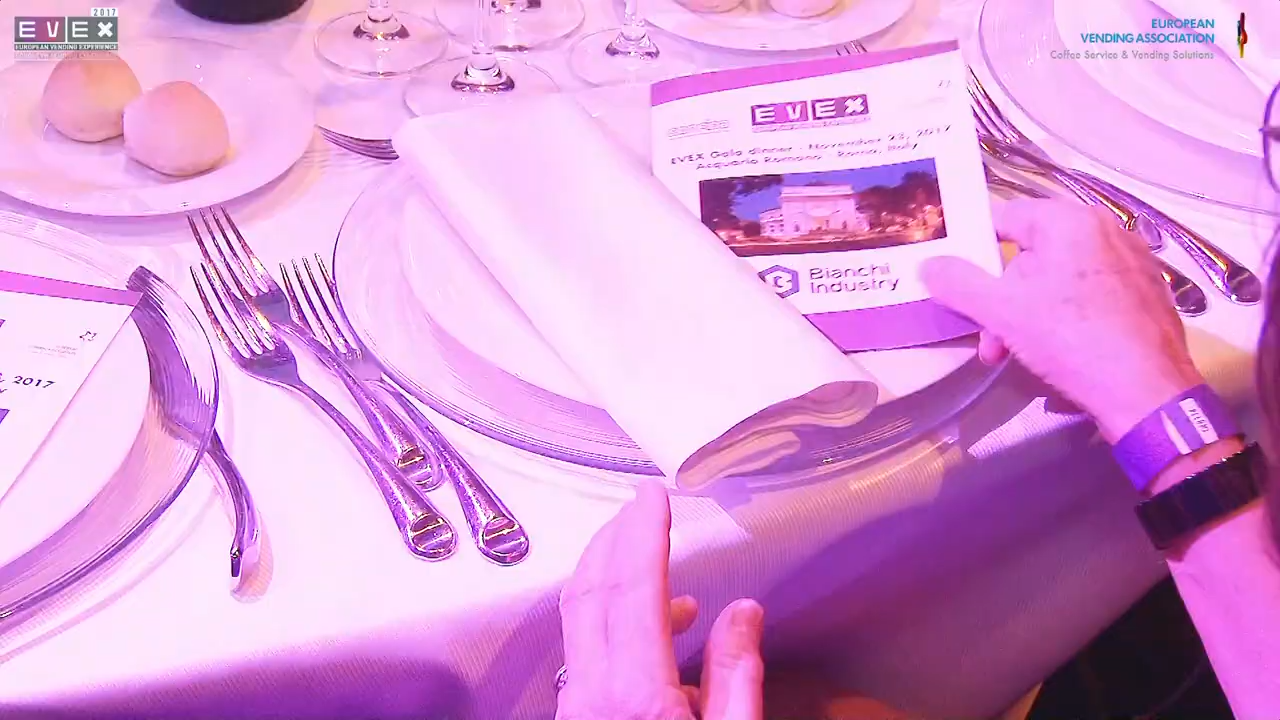 2017
EVEX
EUROPEAN VENDING EXPERIENCE
EUROPEAN
VENDING ASSOCIATION
Coffee Service & Vending Solutions
EVEX
EVEX Gala dinner - November 23, 2017
Acquario Romano - Roma, Italy
Bianchi
Industry
2017